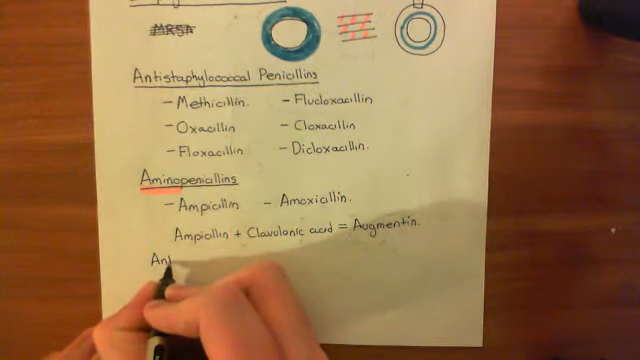 MRSA
Antistaphylococcal Penicillins
- Methicillin. - Flucloxacillin
- Oxacillin - Cloxacillin
- Floxacillin - Dicloxacillin.
Aminopenicillins
- Ampicillin - Amoxicillin.
Ampicillin + Clavulonic acid = Augmentin.
An